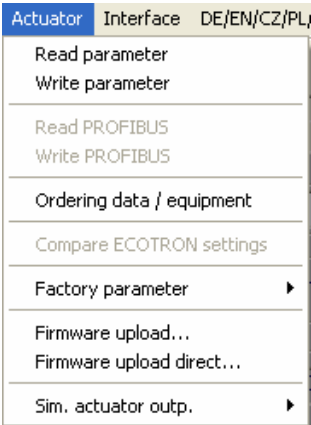 Actuator Interface DE/EN/CZ/PL/
Read parameter
Write parameter
Read PROFIBUS
Write PROFIBUS
Ordering data / equipment
Compare ECOTRON settings
Factory parameter
Firmware upload...
Firmware upload direct...
Sim. actuator outp.